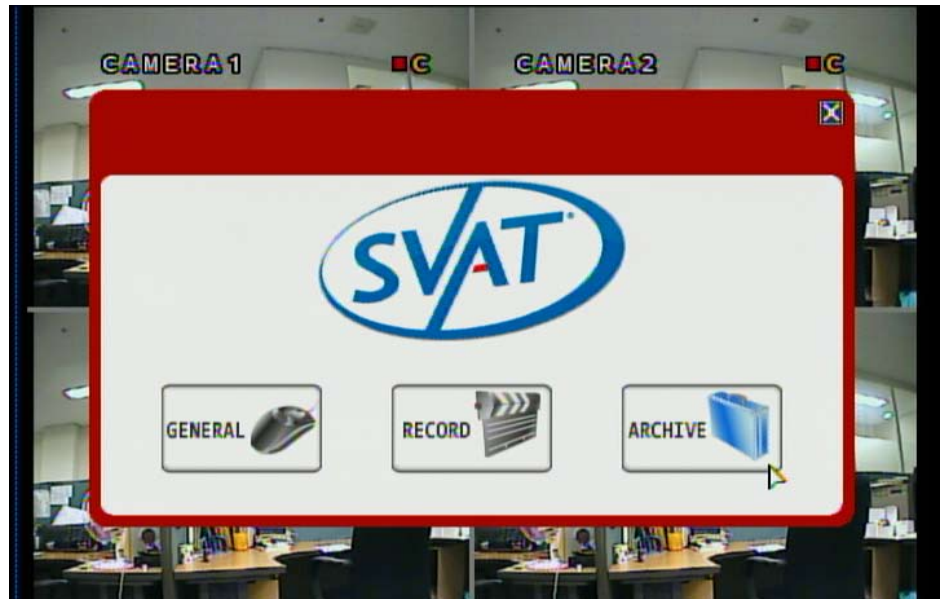 CAMERA1 C CAMERA2 C
X
SVAT
GENERAL RECORD ARCHIVE